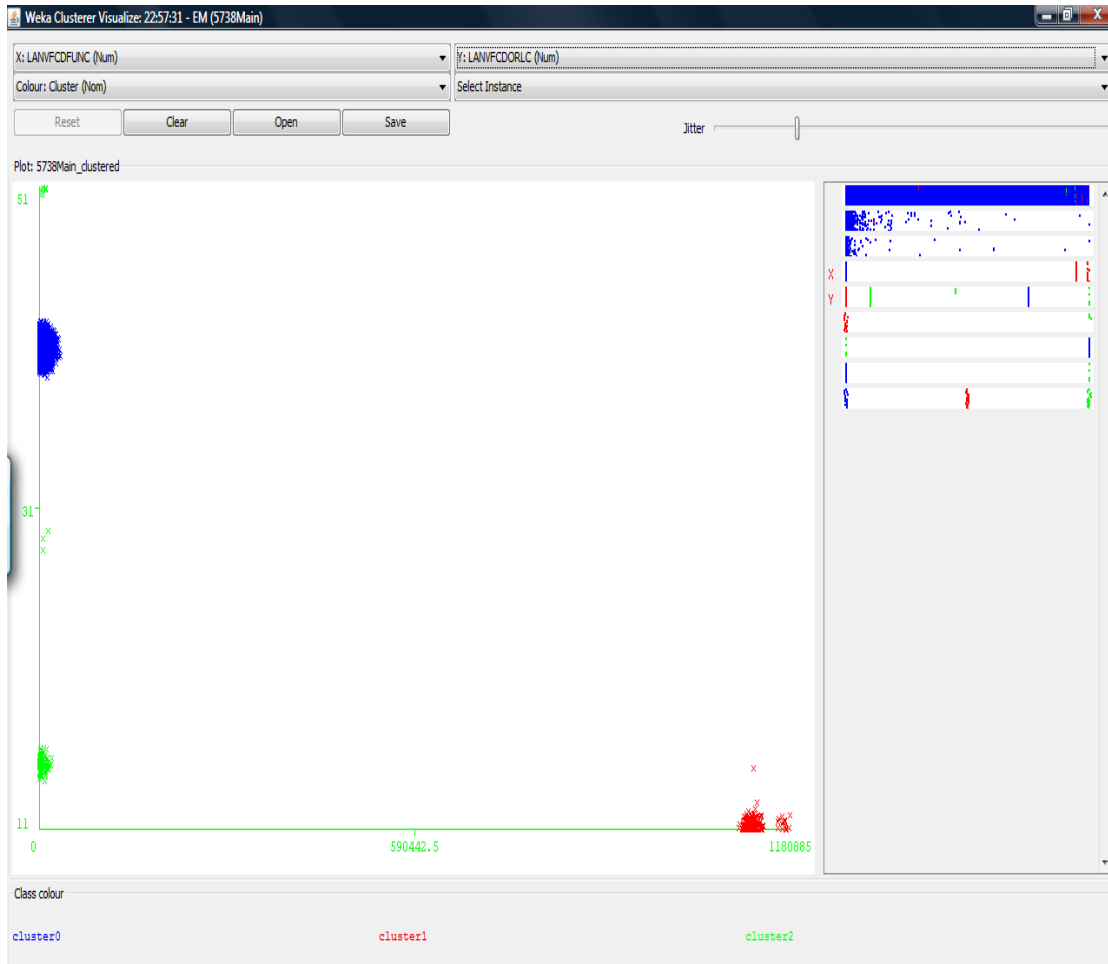 Weka Clusterer Visualize: 22:57:31 - EM (5738Main)
X: LANVFCDFUNC (Num)
Y: LANVFCDORLC (Num)
Colour: Cluster (Nom)
Select Instance
Reset
Clear
Open
Save
Jitter
Plot: 5738Main_clustered
51
31
11
0
590442.5
1180885
X
Y
Class colour
cluster0
cluster1
cluster2